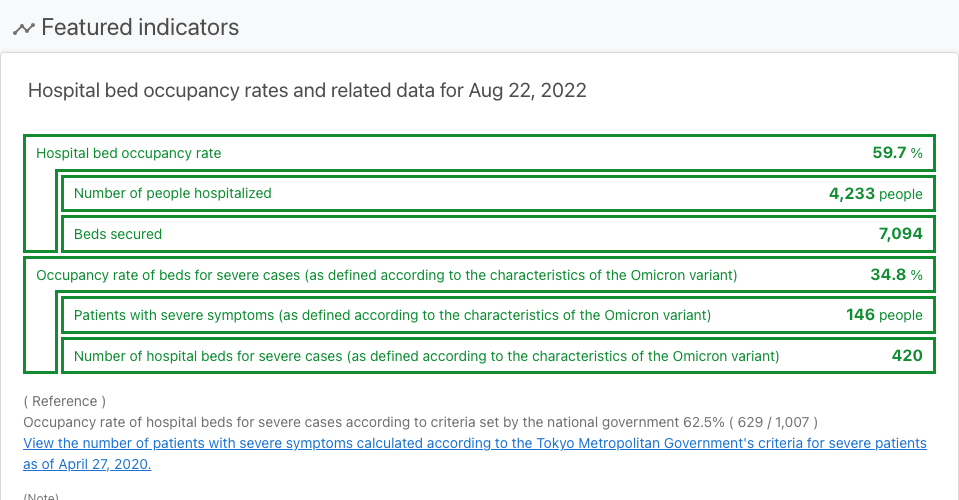 Featured indicators
Hospital bed occupancy rates and related data for Aug 22, 2022
Hospital bed occupancy rate 59.7 %
Number of people hospitalized 4,233 people
Beds secured 7,094
Occupancy rate of beds for severe cases (as defined according to the characteristics of the Omicron variant) 34.8 %
Patients with severe symptoms (as defined according to the characteristics of the Omicron variant) 146 people
Number of hospital beds for severe cases (as defined according to the characteristics of the Omicron variant) 420
( Reference )
Occupancy rate of hospital beds for severe cases according to criteria set by the national government 62.5% ( 629 / 1,007 )
View the number of patients with severe symptoms calculated according to the Tokyo Metropolitan Government's criteria for severe patients
as of April 27, 2020.
(Note)